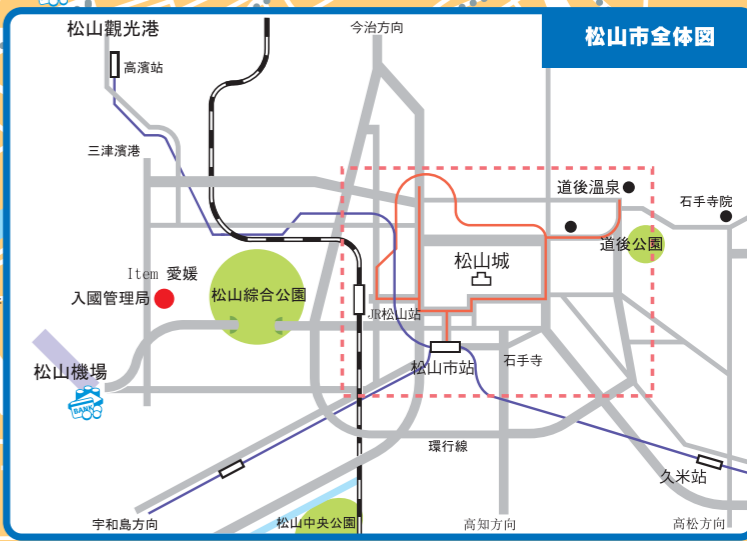 松山市全体図
松山觀光港
今治方向
高濱站
三津濱港
道後溫泉
石手寺院
道後公園
松山城
Item 愛媛
入國管理局
松山綜合公園
JR松山站
松山機場
BANK
松山市站
石手寺
環行線
久米站
宇和島方向
松山中央公園
高知方向
高松方向